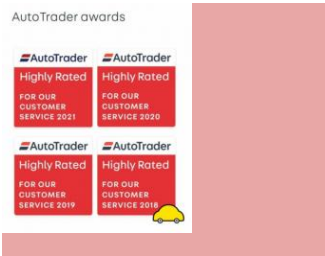 AutoTrader awards
AutoTrader
Highly Rated
FOR OUR
CUSTOMER
SERVICE 2021
AutoTrader
Highly Rated
FOR OUR
CUSTOMER
SERVICE 2020
AutoTrader
Highly Rated
FOR OUR
CUSTOMER
SERVICE 2019
AutoTrader
Highly Rated
FOR OUR
CUSTOMER
SERVICE 2018